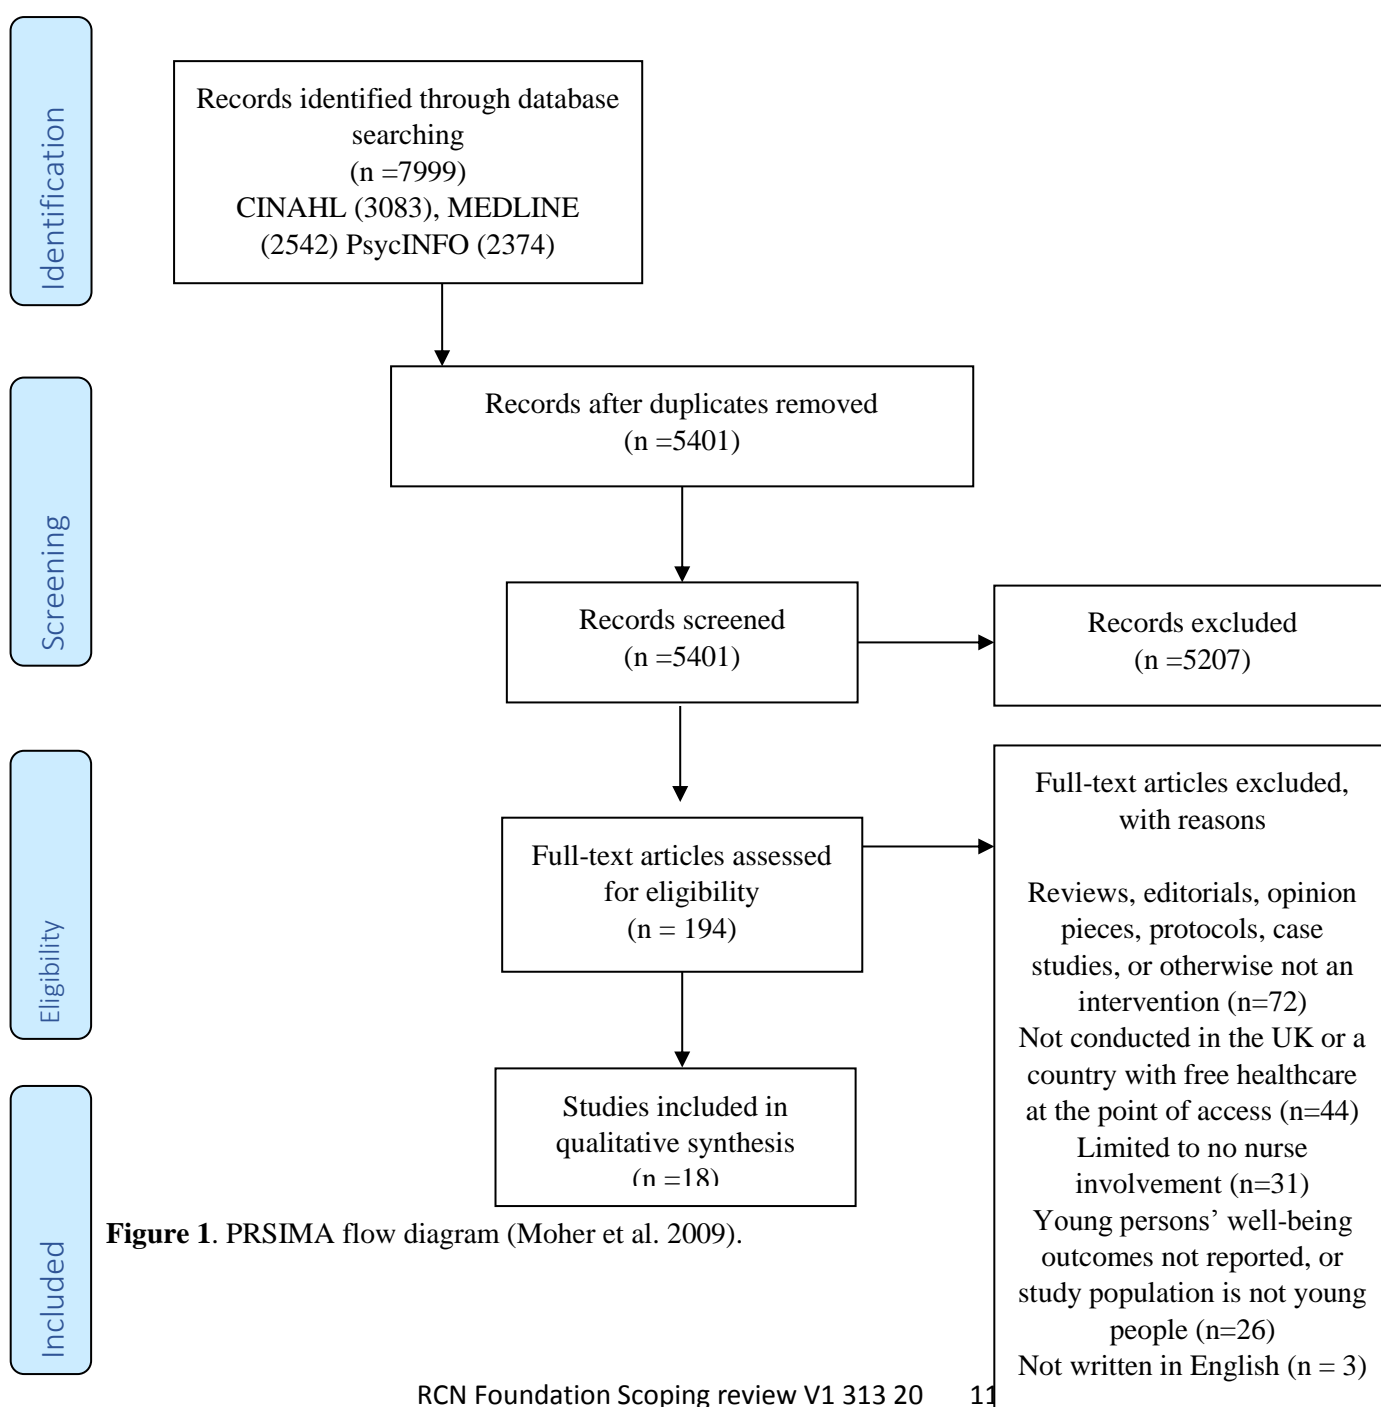 Identification
Records identified through database
searching
(n =7999)
CINAHL (3083), MEDLINE
(2542) PsycINFO (2374)
Screening
Records after duplicates removed
(n =5401)
Records screened
(n =5401)
Records excluded
(n =5207)
Eligibility
Full-text articles assessed
for eligibility
(n = 194)
Full-text articles excluded,
with reasons
Reviews, editorials, opinion
pieces, protocols, case
studies, or otherwise not an
intervention (n=72)
Not conducted in the UK or a
country with free healthcare
at the point of access (n=44)
Limited to no nurse
involvement (n=31)
Young persons’ well-being
outcomes not reported, or
study population is not young
people (n=26)
Not written in English (n = 3)
Included
Studies included in
qualitative synthesis
(n =18)
Figure 1. PRSIMA flow diagram (Moher et al. 2009).
RCN Foundation Scoping review V1 313 20 11